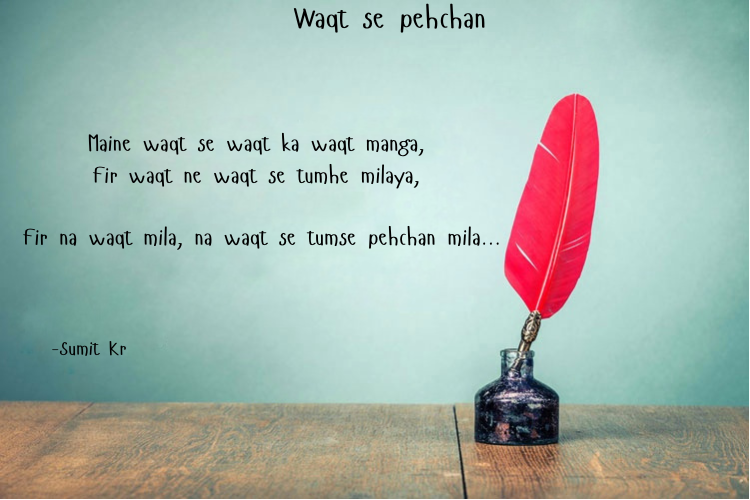 Waqt se pehchan
Maine waqt se waqt ka waqt manga,
Fir waqt ne waqt se tumhe milaya,
Fir na waqt mila, na waqt se tumse pehchan mila...
-Sumit Kr